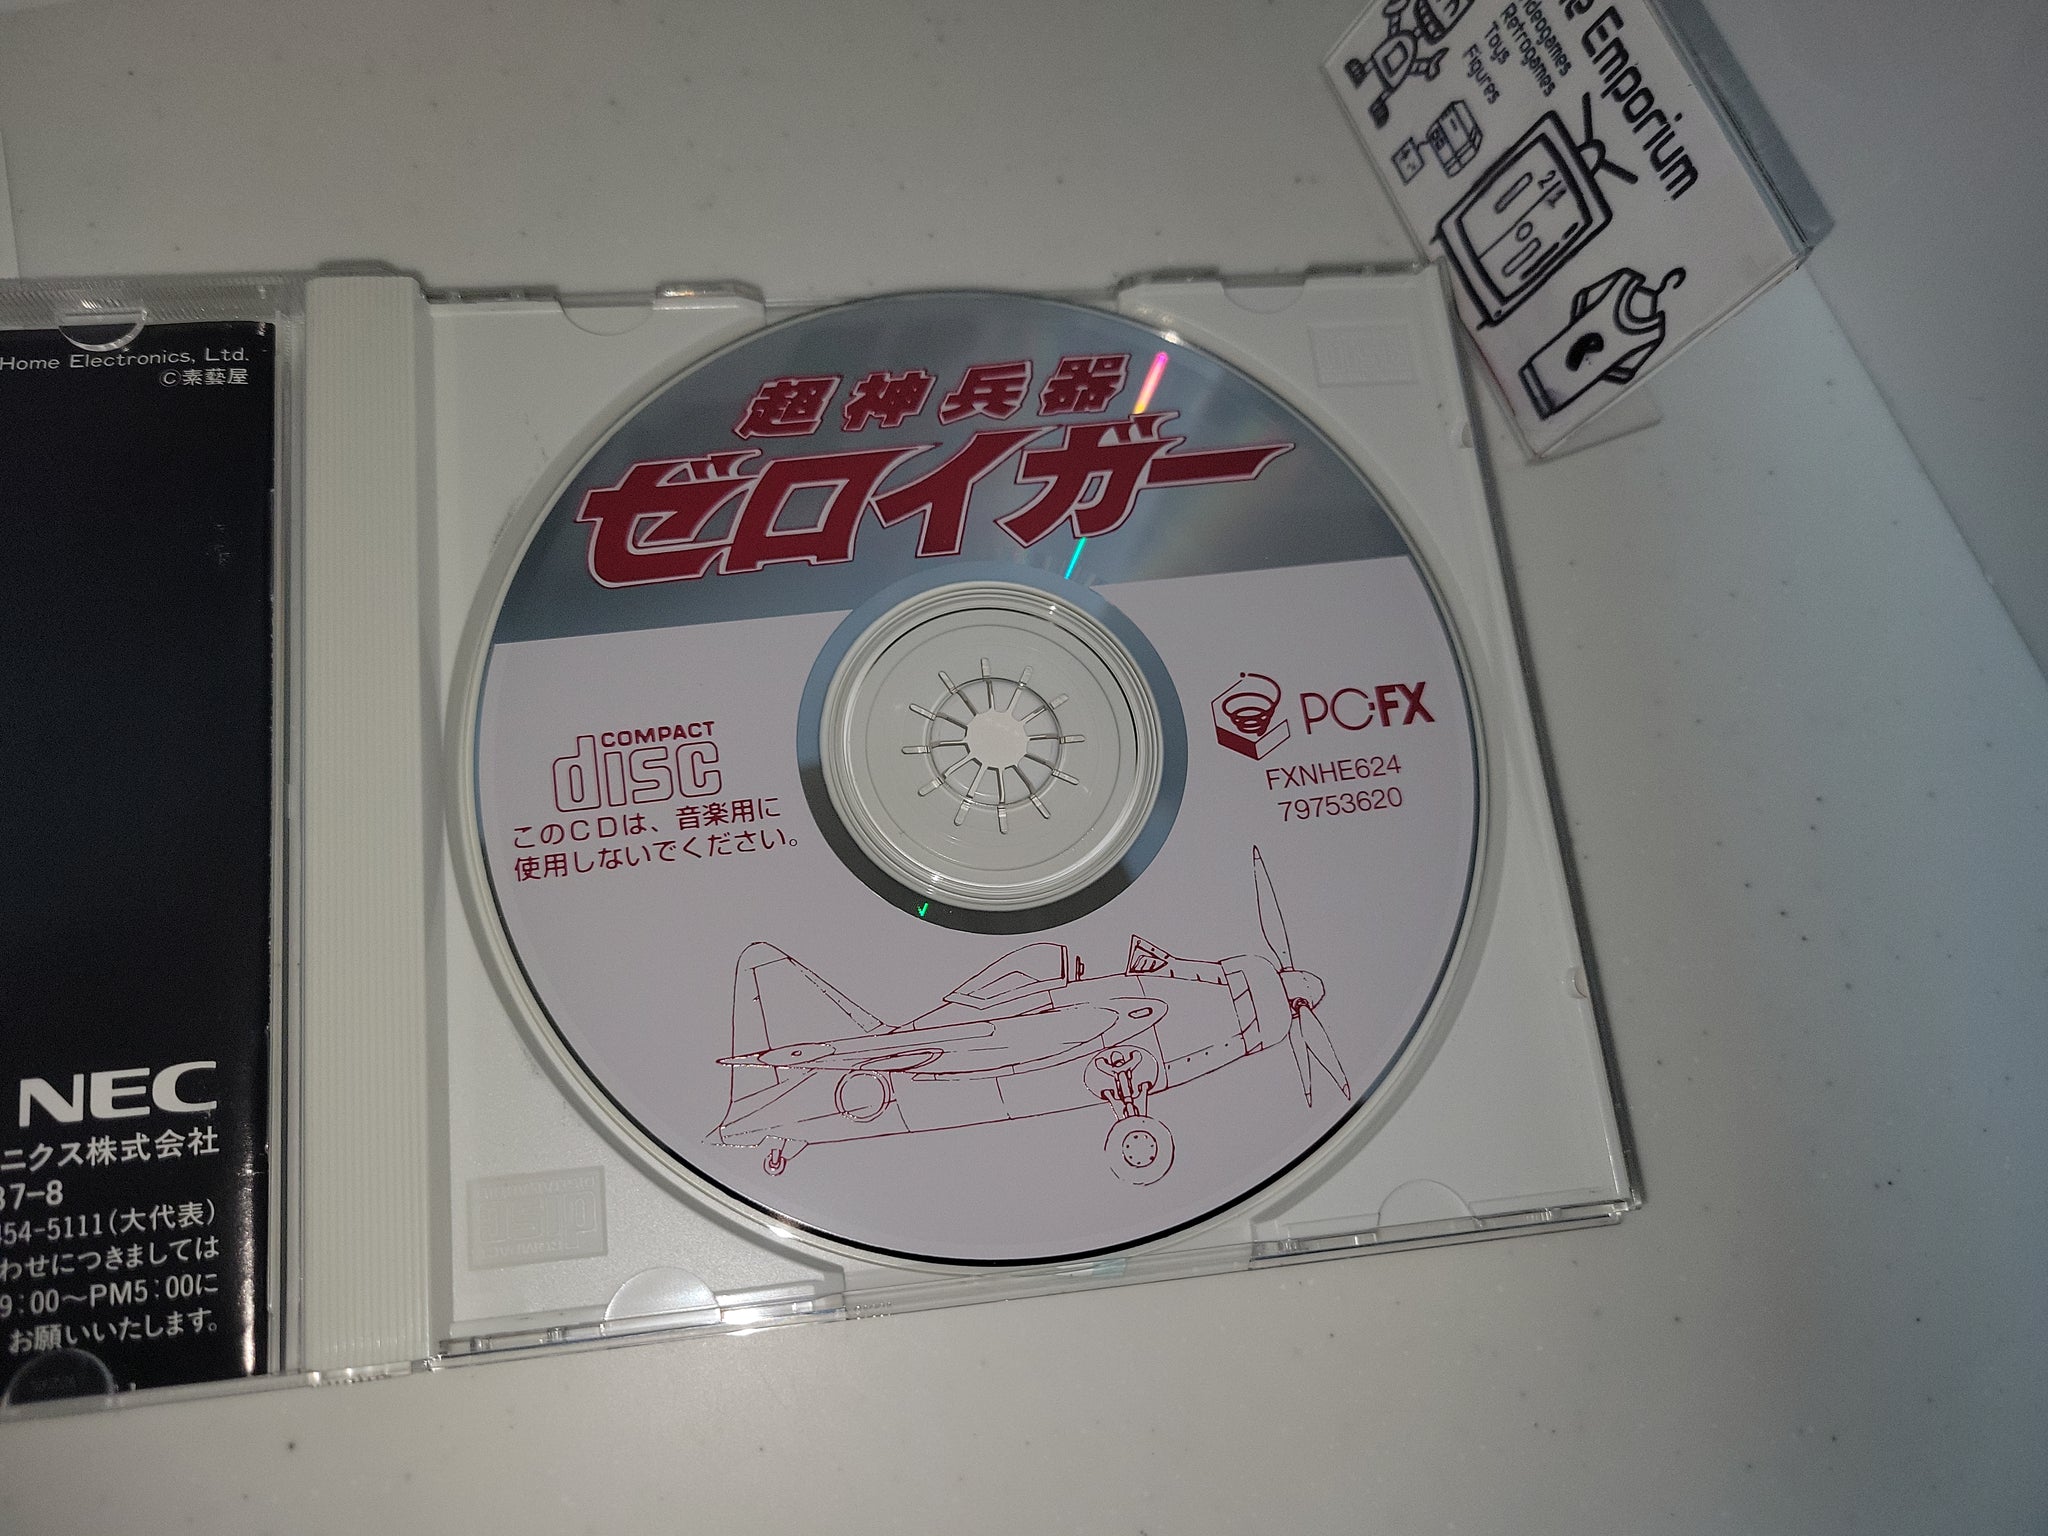 Emporium
Retrogames
Toys
Figures
Home Electronics, Ltd.
©素藝屋
NEC
ニクス株式会社
37-8
454-5111(大代表)
わせにつきましては
9:00～PM5:00に
お願いいたします。
超神兵器
ゼロイガー
COMPACT
disc
このCDは、音楽用に
使用しないでください。
PC-FX
FXNHE624
79753620